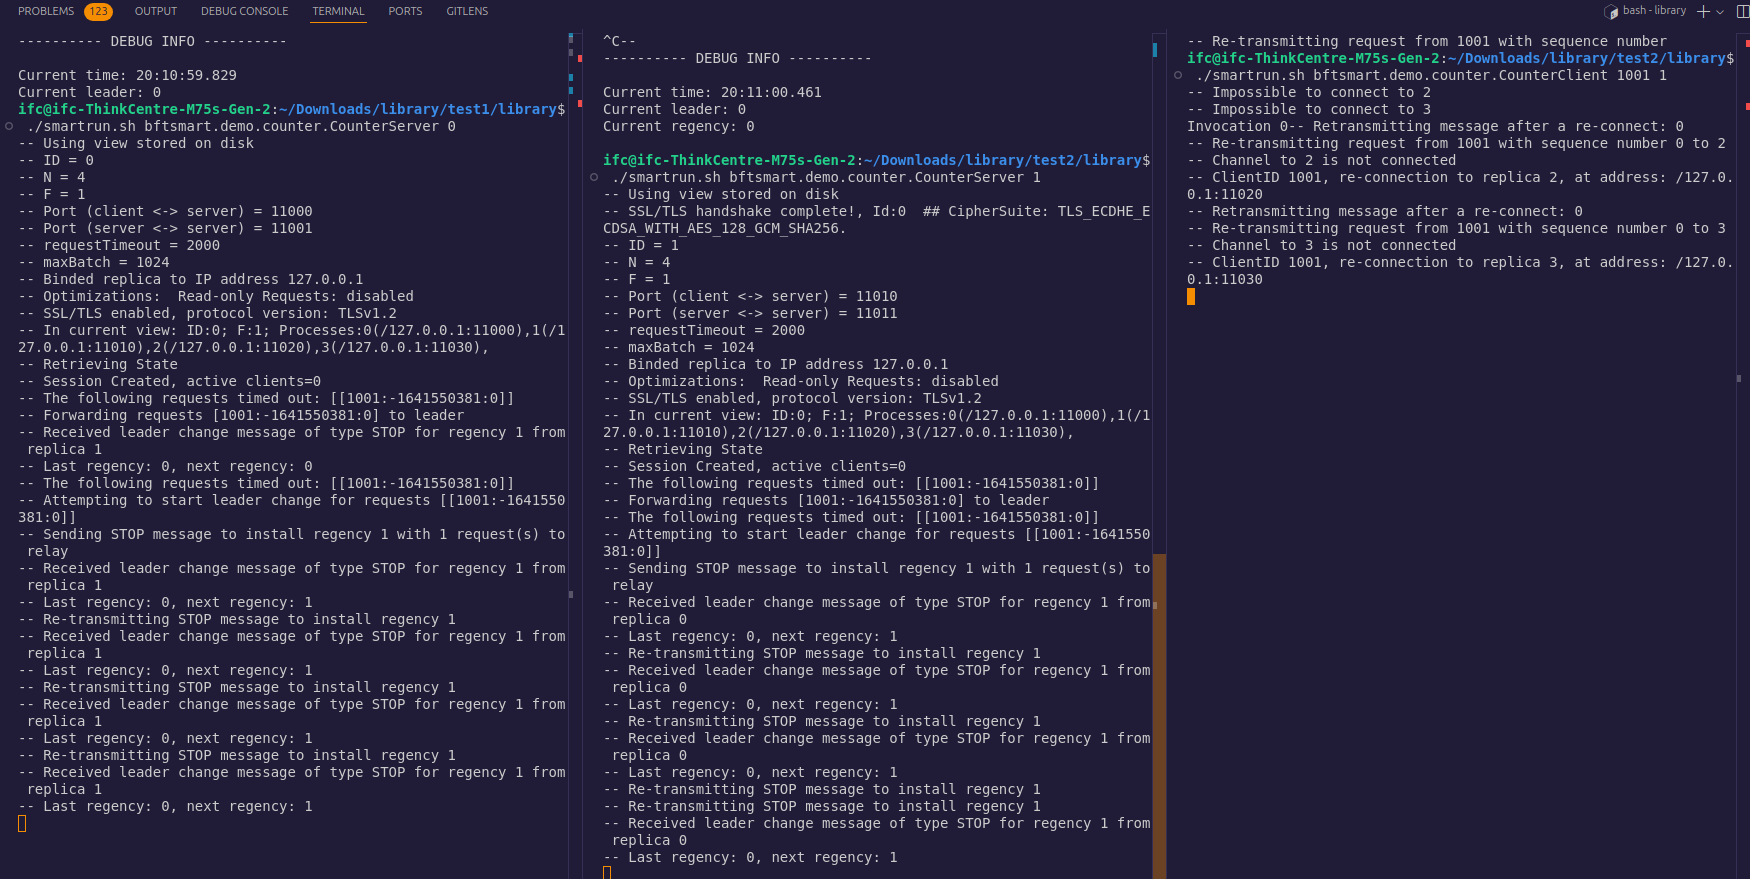 PROBLEMS 123 OUTPUT DEBUG CONSOLE TERMINAL PORTS GITLENS
bash - library
---------- DEBUG INFO ----------
Current time: 20:10:59.829
Current leader: 0
ifc@ifc-ThinkCentre-M75s-Gen-2:~/Downloads/library/test1/library$
./smartrun.sh bftsmart.demo.counter.CounterServer 0
-- Using view stored on disk
-- ID = 0
-- N = 4
-- F = 1
-- Port (client <-> server) = 11000
-- Port (server <-> server) = 11001
-- requestTimeout = 2000
-- maxBatch = 1024
-- Binded replica to IP address 127.0.0.1
-- Optimizations:  Read-only Requests: disabled
-- SSL/TLS enabled, protocol version: TLSv1.2
-- In current view: ID:0; F:1; Processes:0(/127.0.0.1:11000),1(/1
27.0.0.1:11010),2(/127.0.0.1:11020),3(/127.0.0.1:11030),
-- Retrieving State
-- Session Created, active clients=0
-- The following requests timed out: [[1001:-1641550381:0]]
-- Forwarding requests [1001:-1641550381:0] to leader
-- Received leader change message of type STOP for regency 1 from
replica 1
-- Last regency: 0, next regency: 0
-- The following requests timed out: [[1001:-1641550381:0]]
-- Attempting to start leader change for requests [[1001:-1641550
381:0]]
-- Sending STOP message to install regency 1 with 1 request(s) to
relay
-- Received leader change message of type STOP for regency 1 from
replica 1
-- Last regency: 0, next regency: 1
-- Re-transmitting STOP message to install regency 1
-- Received leader change message of type STOP for regency 1 from
replica 1
-- Last regency: 0, next regency: 1
-- Re-transmitting STOP message to install regency 1
-- Received leader change message of type STOP for regency 1 from
replica 1
-- Last regency: 0, next regency: 1
-- Re-transmitting STOP message to install regency 1
-- Received leader change message of type STOP for regency 1 from
replica 1
-- Last regency: 0, next regency: 1
^C--
---------- DEBUG INFO ----------
Current time: 20:11:00.461
Current leader: 0
Current regency: 0
ifc@ifc-ThinkCentre-M75s-Gen-2:~/Downloads/library/test2/library$
./smartrun.sh bftsmart.demo.counter.CounterServer 1
-- Using view stored on disk
-- SSL/TLS handshake complete!, Id:0  ## CipherSuite: TLS_ECDHE_E
CDSA_WITH_AES_128_GCM_SHA256.
-- ID = 1
-- N = 4
-- F = 1
-- Port (client <-> server) = 11010
-- Port (server <-> server) = 11011
-- requestTimeout = 2000
-- maxBatch = 1024
-- Binded replica to IP address 127.0.0.1
-- Optimizations:  Read-only Requests: disabled
-- SSL/TLS enabled, protocol version: TLSv1.2
-- In current view: ID:0; F:1; Processes:0(/127.0.0.1:11000),1(/1
27.0.0.1:11010),2(/127.0.0.1:11020),3(/127.0.0.1:11030),
-- Retrieving State
-- Session Created, active clients=0
-- The following requests timed out: [[1001:-1641550381:0]]
-- Forwarding requests [1001:-1641550381:0] to leader
-- The following requests timed out: [[1001:-1641550381:0]]
-- Attempting to start leader change for requests [[1001:-1641550
381:0]]
-- Sending STOP message to install regency 1 with 1 request(s) to
relay
-- Received leader change message of type STOP for regency 1 from
replica 0
-- Last regency: 0, next regency: 1
-- Re-transmitting STOP message to install regency 1
-- Received leader change message of type STOP for regency 1 from
replica 0
-- Last regency: 0, next regency: 1
-- Re-transmitting STOP message to install regency 1
-- Received leader change message of type STOP for regency 1 from
replica 0
-- Last regency: 0, next regency: 1
-- Re-transmitting STOP message to install regency 1
-- Re-transmitting STOP message to install regency 1
-- Received leader change message of type STOP for regency 1 from
replica 0
-- Last regency: 0, next regency: 1
-- Re-transmitting request from 1001 with sequence number
ifc@ifc-ThinkCentre-M75s-Gen-2:~/Downloads/library/test2/library$
./smartrun.sh bftsmart.demo.counter.CounterClient 1001 1
-- Impossible to connect to 2
-- Impossible to connect to 3
Invocation 0-- Retransmitting message after a re-connect: 0
-- Re-transmitting request from 1001 with sequence number 0 to 2
-- Channel to 2 is not connected
-- ClientID 1001, re-connection to replica 2, at address: /127.0.
0.1:11020
-- Retransmitting message after a re-connect: 0
-- Re-transmitting request from 1001 with sequence number 0 to 3
-- Channel to 3 is not connected
-- ClientID 1001, re-connection to replica 3, at address: /127.0.
0.1:11030